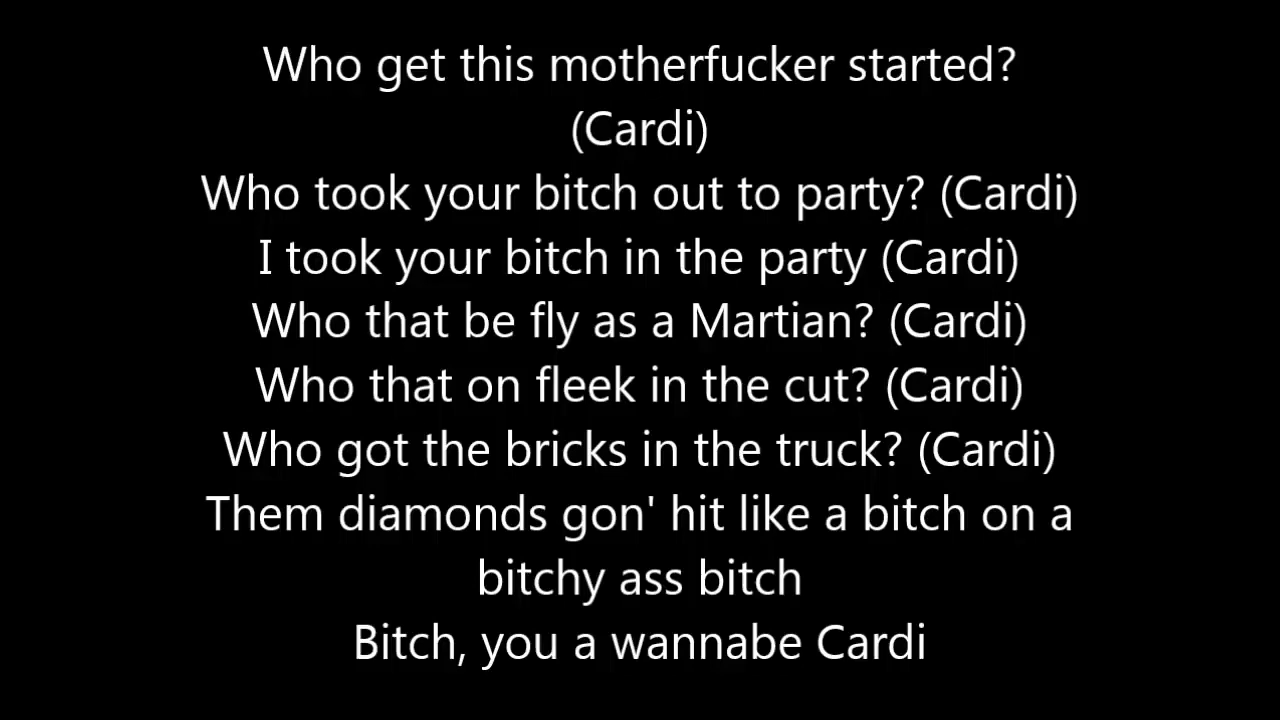 Who get this motherfucker started?
(Cardi)
Who took your bitch out to party? (Cardi)
I took your bitch in the party (Cardi)
Who that be fly as a Martian? (Cardi)
Who that on fleek in the cut? (Cardi)
Who got the bricks in the truck? (Cardi)
Them diamonds gon' hit like a bitch on a
bitchy ass bitch
Bitch, you a wannabe Cardi